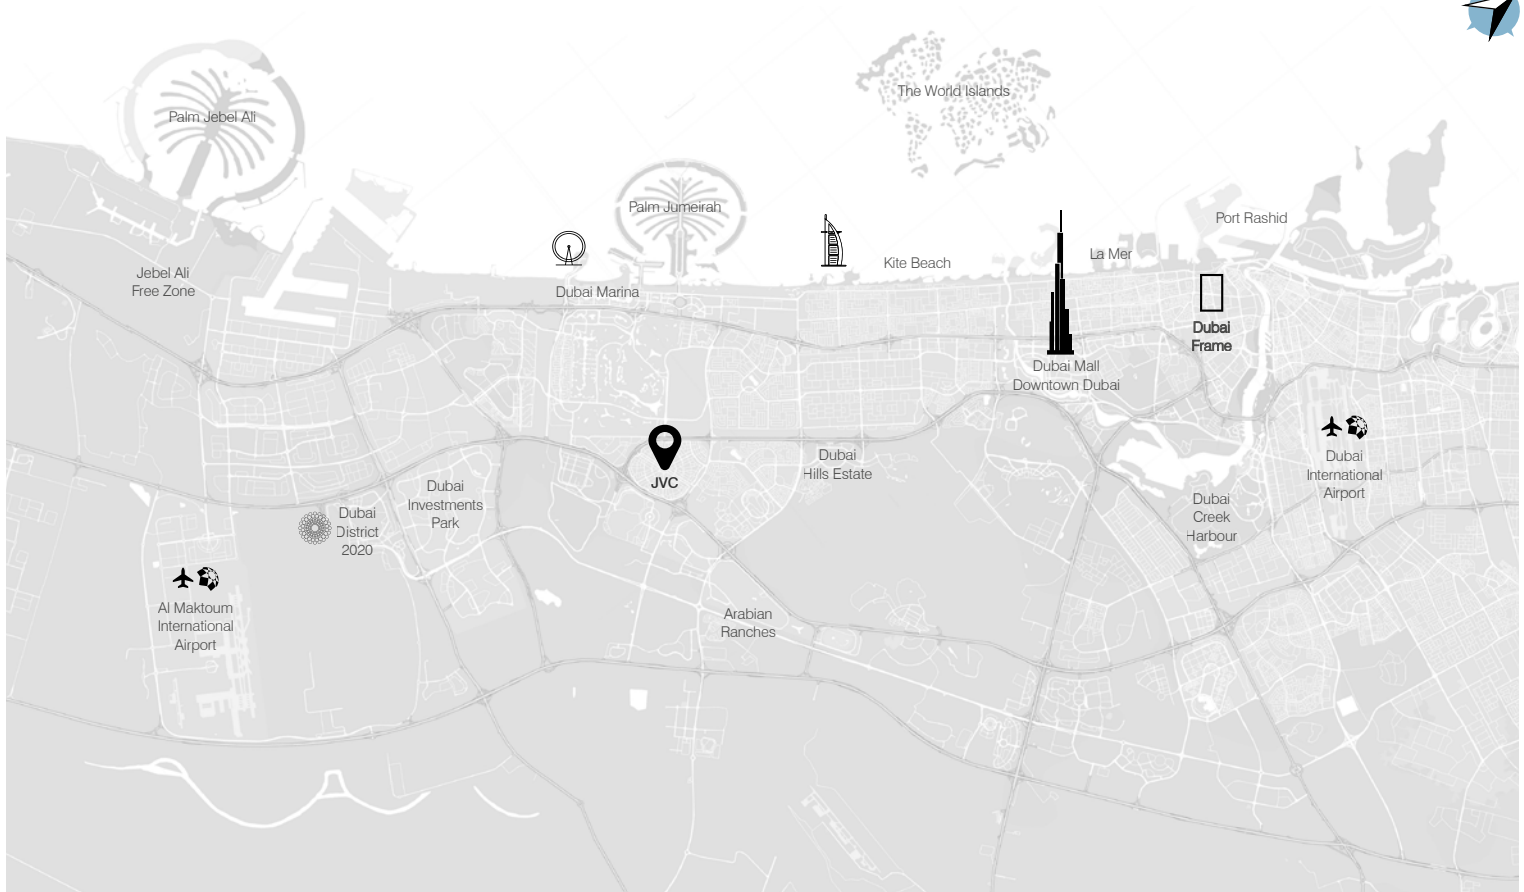 The World Islands
Palm Jebel Ali
Palm Jumeirah
Port Rashid
La Mer
Kite Beach
Jebel Ali
Free Zone
Dubai Marina
Dubai
Frame
Dubai Mall
Downtown Dubai
Dubai
Hills Estate
Dubai
International
Airport
JVC
Dubai
Investments
Park
Dubai
Creek
Harbour
Dubai
District
2020
Al Maktoum
International
Airport
Arabian
Ranches